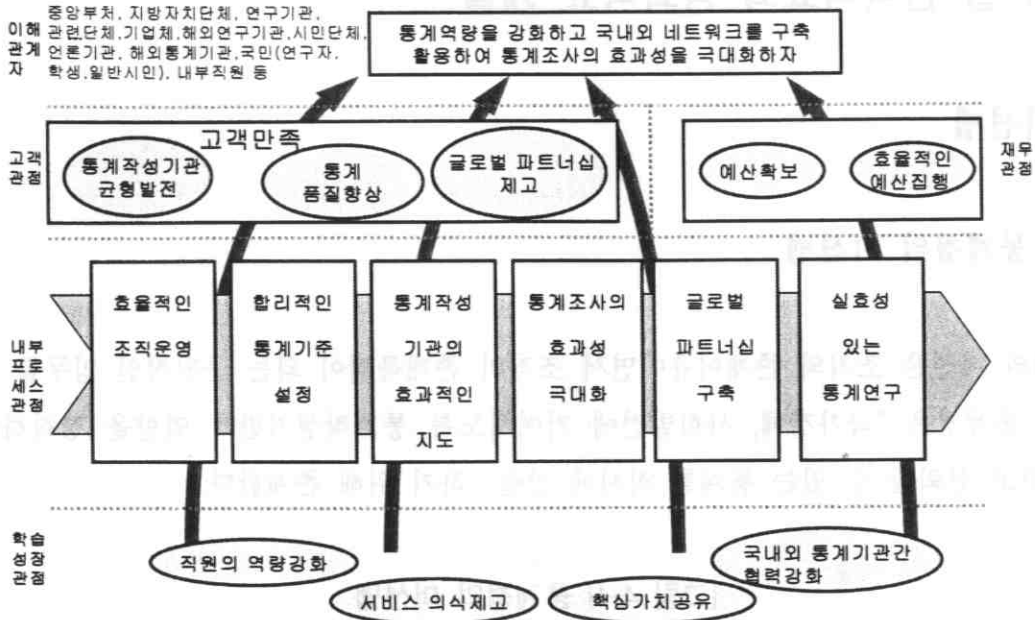 이해
관계
자
중앙부처, 지방자치단체, 연구기관,
관련단체,기업체,해외연구기관,시민단체,
언론기관, 해외통계기관,국민(연구자,
학생,일반시민), 내부직원 등
통계역량을 강화하고 국내외 네트워크를 구축
활용하여 통계조사의 효과성을 극대화하자
고객
관점
고객만족
통계작성기관
균형발전
통계
품질향상
글로벌 파트너십
제고
예산확보
효율적인
예산집행
재무
관점
내부
프로
세스
관점
효율적인
조직운영
합리적인
통계기준
설정
통계작성
기관의
효과적인
지도
통계조사의
효과성
극대화
글로벌
파트너십
구축
실효성
있는
통계연구
학습
성장
관점
직원의 역량강화
서비스 의식제고
핵심가치공유
국내외 통계기관간
협력강화